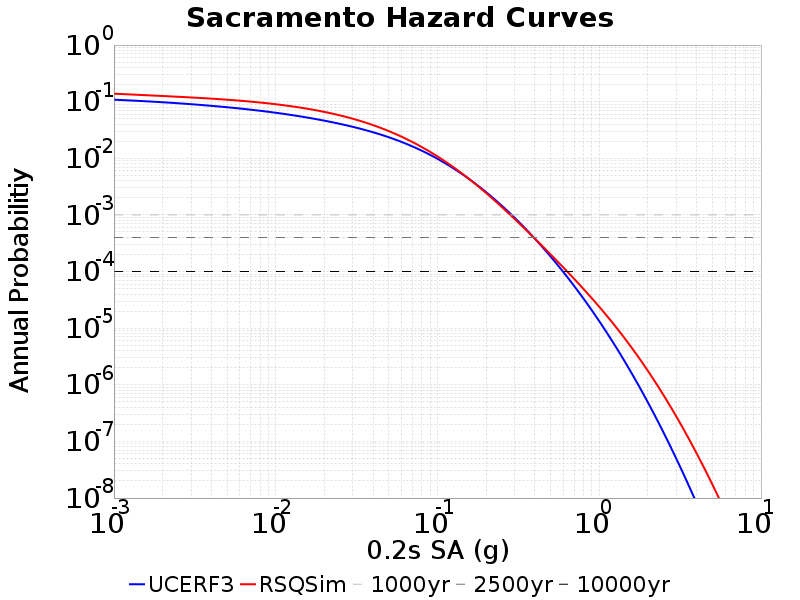 Sacramento Hazard Curves
Annual Probabilitiy
10^0
10^-1
10^-2
10^-3
10^-4
10^-5
10^-6
10^-7
10^-8
10^-3 10^-2 10^-1 10^0 10^1
0.2s SA (g)
UCERF3 RSQSim 1000yr 2500yr 10000yr